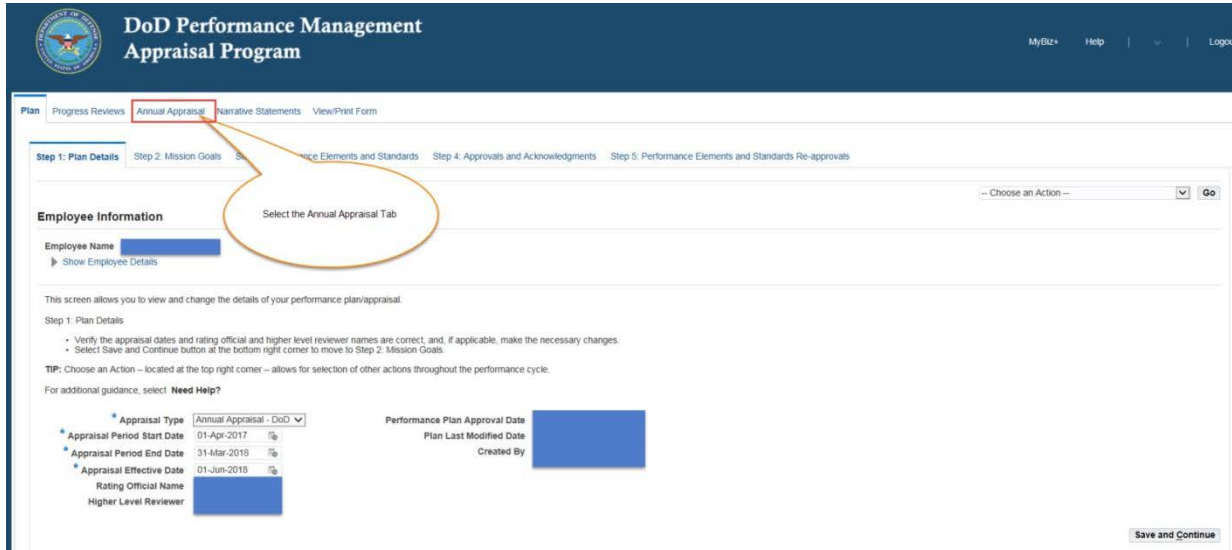 DoD Performance Management
Appraisal Program
MyBiz+ Help | | Logou
Plan Progress Reviews Annual Appraisal Narrative Statements View/Print Form
Step 1: Plan Details Step 2: Mission Goals S ance Elements and Standards Step 4: Approvals and Acknowledgments Step 5: Performance Elements and Standards Re-approvals
-- Choose an Action -- Go
Employee Information
Select the Annual Appraisal Tab
Employee Name
Show Employee Details
This screen allows you to view and change the details of your performance plan/appraisal.
Step 1: Plan Details
• Verify the appraisal dates and rating official and higher level reviewer names are correct, and, if applicable, make the necessary changes.
• Select Save and Continue button at the bottom right corner to move to Step 2: Mission Goals.
TIP: Choose an Action – located at the top right corner – allows for selection of other actions throughout the performance cycle.
For additional guidance, select Need Help?
* Appraisal Type Annual Appraisal - DoD Performance Plan Approval Date
* Appraisal Period Start Date 01-Apr-2017 Plan Last Modified Date
* Appraisal Period End Date 31-Mar-2018 Created By
* Appraisal Effective Date 01-Jun-2018
Rating Official Name
Higher Level Reviewer
Save and Continue